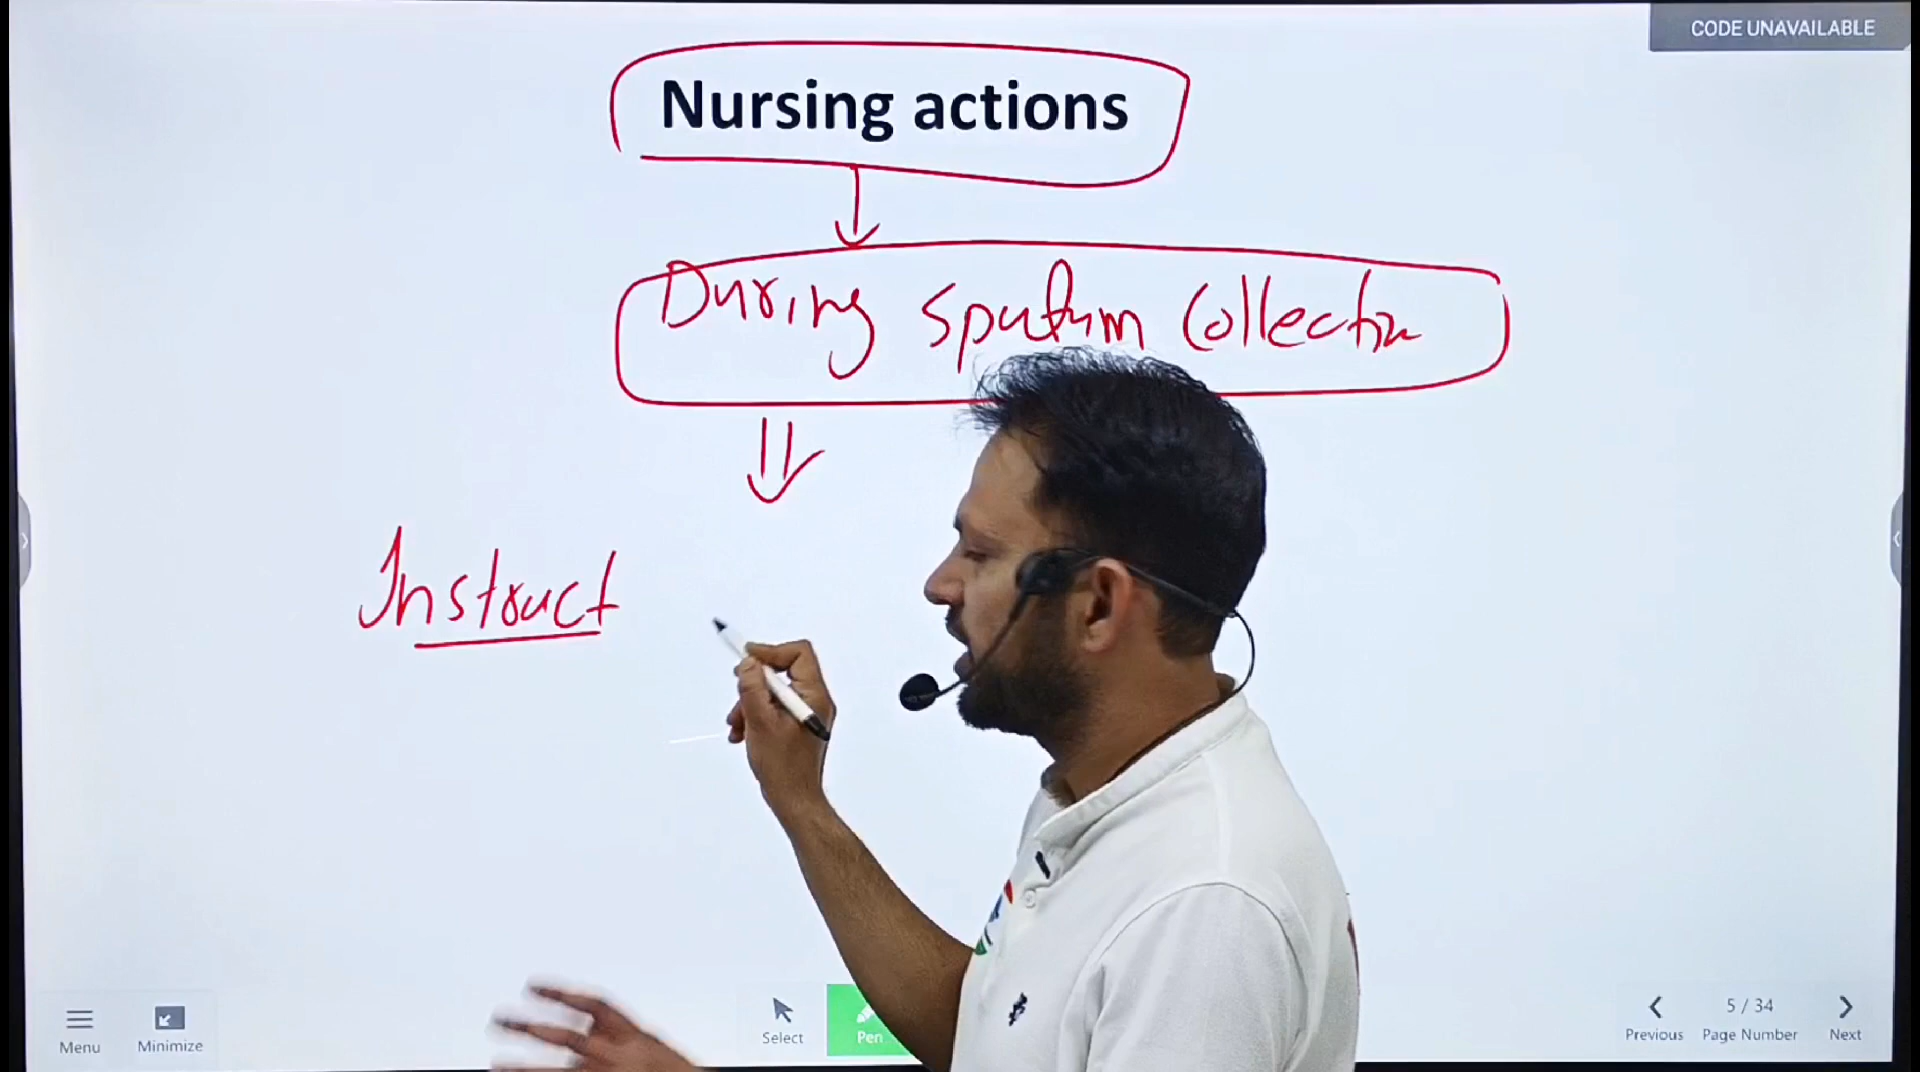 CODE UNAVAILABLE
Nursing actions
During sputum collection
Instruct
Menu
Minimize
Select
Pen
Previous
5 / 34
Page Number
Next